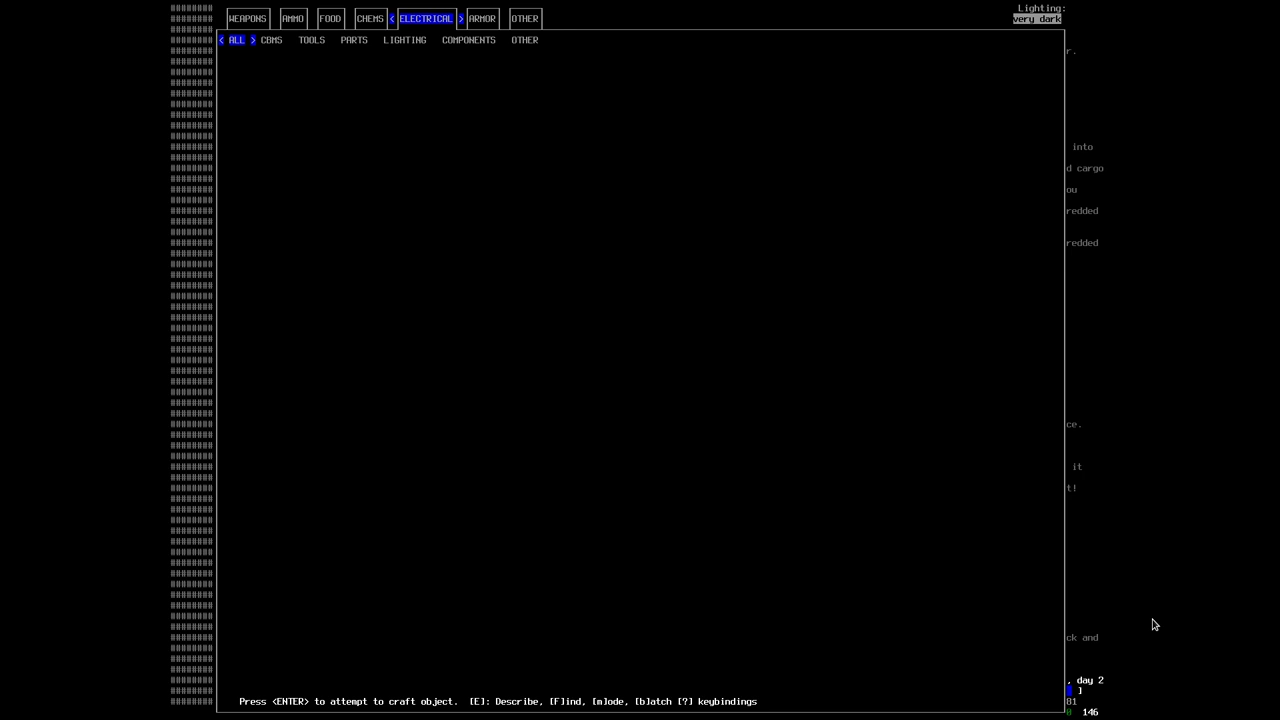 Lighting:
WEAPONS AMMO FOOD CHEMS < ELECTRICAL > ARMOR OTHER very dark
< ALL > CBMS TOOLS PARTS LIGHTING COMPONENTS OTHER
r.
into
d cargo
ou
redded
redded
ce.
it
t!
ck and
, day 2
]
Press <ENTER> to attempt to craft object. [E]: Describe, [F]ind, [m]ode, [b]atch [?] keybindings 81
0 146